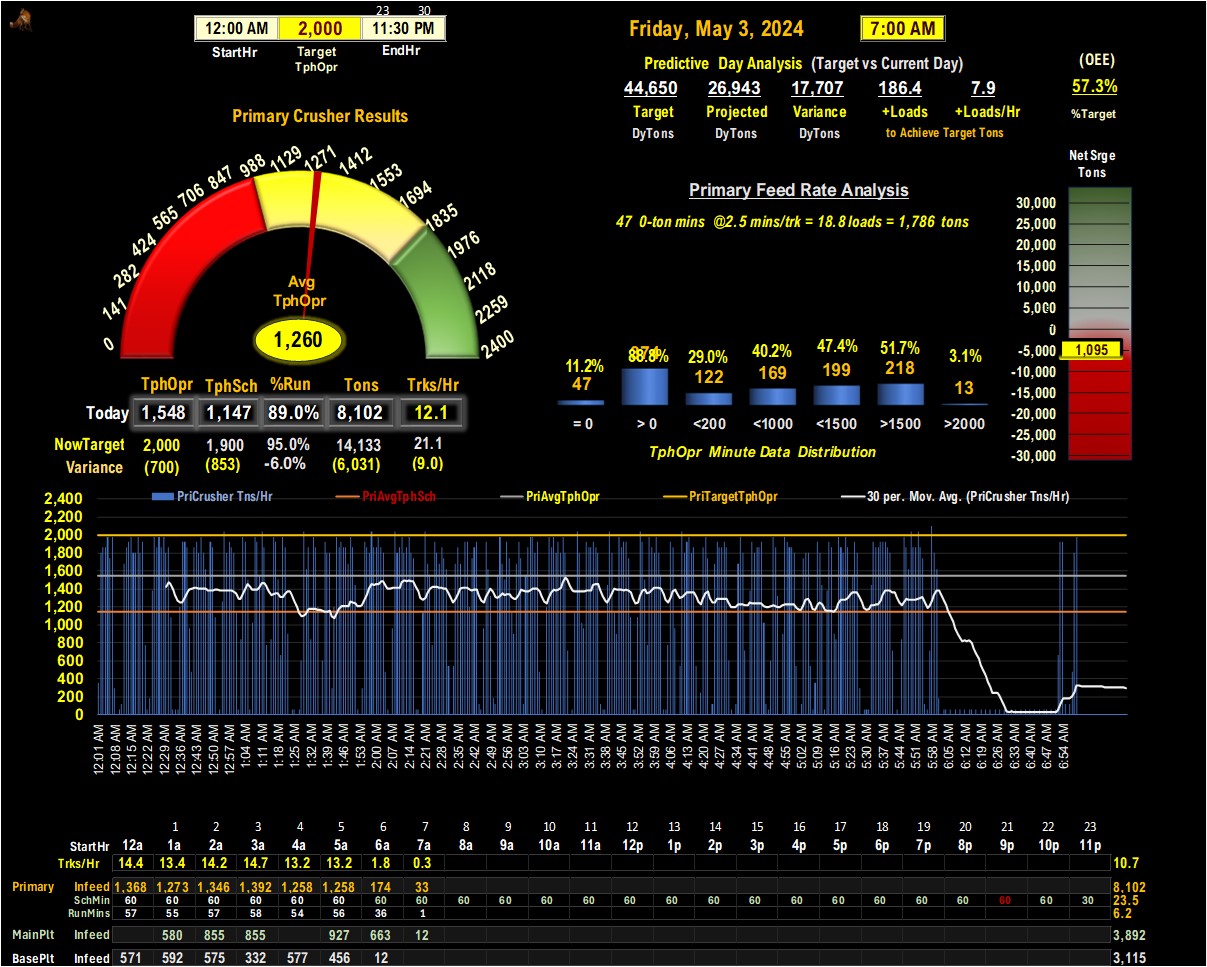 23 30
12:00 AM 2,000 11:30 PM
StartHr Target TphOpr EndHr
Friday, May 3, 2024 7:00 AM
Predictive Day Analysis (Target vs Current Day)
44,650 26,943 17,707 186.4 7.9
Target Projected Variance +Loads +Loads/Hr
DyTons DyTons DyTons to Achieve Target Tons
(OEE)
57.3%
%Target
Primary Crusher Results
0 141 282 424 565 706 847 988 1129 1271 1412 1553 1694 1835 1976 2118 2259 2400
Avg
TphOpr
1,260
TphOpr TphSch %Run Tons Trks/Hr
Today 1,548 1,147 89.0% 8,102 12.1
NowTarget 2,000 1,900 95.0% 14,133 21.1
Variance (700) (853) -6.0% (6,031) (9.0)
Primary Feed Rate Analysis
47 0-ton mins @2.5 mins/trk = 18.8 loads = 1,786 tons
11.2% 88.8% 29.0% 40.2% 47.4% 51.7% 3.1%
47 122 169 199 218 13
= 0 > 0 <200 <1000 <1500 >1500 >2000
TphOpr Minute Data Distribution
Net Srge
Tons
30,000
25,000
20,000
15,000
10,000
5,000
0
-5,000
1,095
-10,000
-15,000
-20,000
-25,000
-30,000
PriCrusher Tns/Hr PriAvgTphSch PriAvgTphOpr PriTargetTphOpr 30 per. Mov. Avg. (PriCrusher Tns/Hr)
2,400
2,200
2,000
1,800
1,600
1,400
1,200
1,000
800
600
400
200
0
12:01 AM 12:08 AM 12:15 AM 12:22 AM 12:29 AM 12:36 AM 12:43 AM 12:50 AM 12:57 AM 1:04 AM 1:11 AM 1:18 AM 1:25 AM 1:32 AM 1:39 AM 1:46 AM 1:53 AM 2:00 AM 2:07 AM 2:14 AM 2:21 AM 2:28 AM 2:35 AM 2:42 AM 2:49 AM 2:56 AM 3:03 AM 3:10 AM 3:17 AM 3:24 AM 3:31 AM 3:38 AM 3:45 AM 3:52 AM 3:59 AM 4:06 AM 4:13 AM 4:20 AM 4:27 AM 4:34 AM 4:41 AM 4:48 AM 4:55 AM 5:02 AM 5:09 AM 5:16 AM 5:23 AM 5:30 AM 5:37 AM 5:44 AM 5:51 AM 5:58 AM 6:05 AM 6:12 AM 6:19 AM 6:26 AM 6:33 AM 6:40 AM 6:47 AM 6:54 AM
1 2 3 4 5 6 7 8 9 10 11 12 13 14 15 16 17 18 19 20 21 22 23
StartHr 12a 1a 2a 3a 4a 5a 6a 7a 8a 9a 10a 11a 12p 1p 2p 3p 4p 5p 6p 7p 8p 9p 10p 11p
Trks/Hr 14.4 13.4 14.2 14.7 13.2 13.2 1.8 0.3 10.7
Primary Infeed 1,368 1,273 1,346 1,392 1,258 1,258 174 33 8,102
SchMin 60 60 60 60 60 60 60 60 60 60 60 60 60 60 60 60 60 60 60 60 60 60 60 30 23.5
RunMins 57 55 57 58 54 56 36 1 6.2
MainPlt Infeed 580 855 855 927 663 12 3,892
BasePlt Infeed 571 592 575 332 577 456 12 3,115